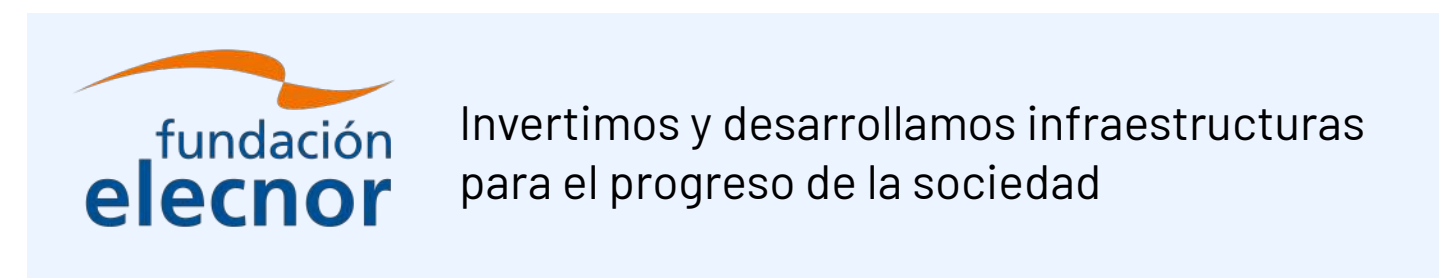 fundación
elecnor
Invertimos y desarrollamos infraestructuras
para el progreso de la sociedad